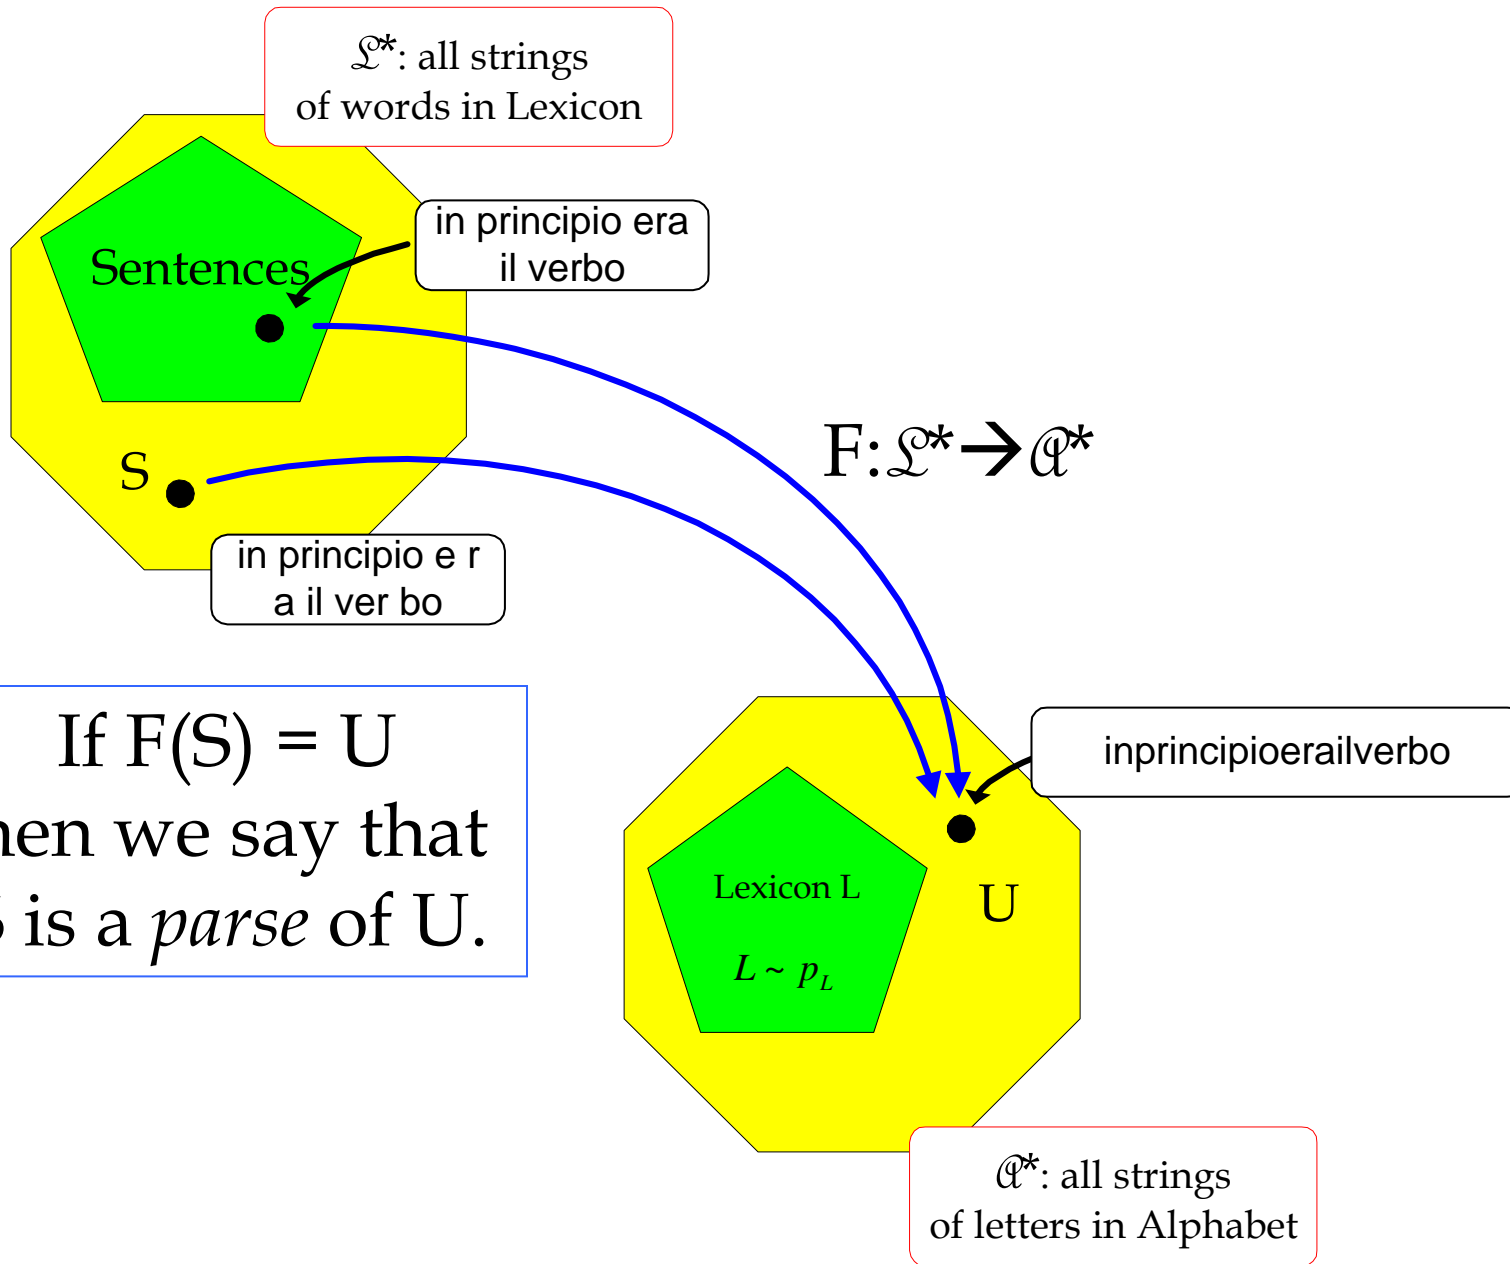 ℒ*: all strings
of words in Lexicon
in principio era
il verbo
Sentences
F:ℒ*→𝒜*
S
in principio e r
a il ver bo
If F(S) = U
hen we say that
is a parse of U.
inprincipioerailverbo
Lexicon L
U
L ~ p_L
𝒜*: all strings
of letters in Alphabet